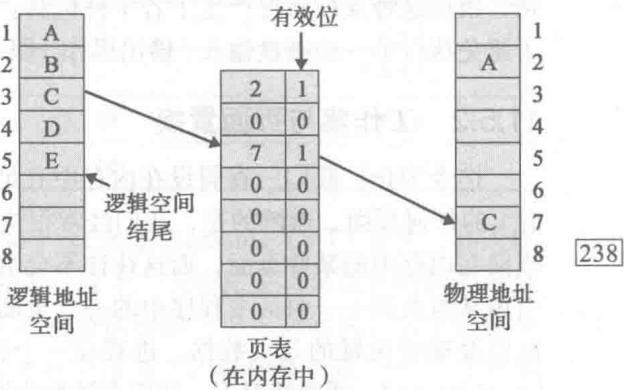 有效位
1 A
2 B
3 C
4 D
5 E
6
7
8
逻辑空间
结尾
逻辑地址
空间
2 1
0 0
7 1
0 0
0 0
0 0
0 0
0 0
页表
(在内存中)
1
A 2
3
4
5
6
C 7
8
物理地址
空间
238